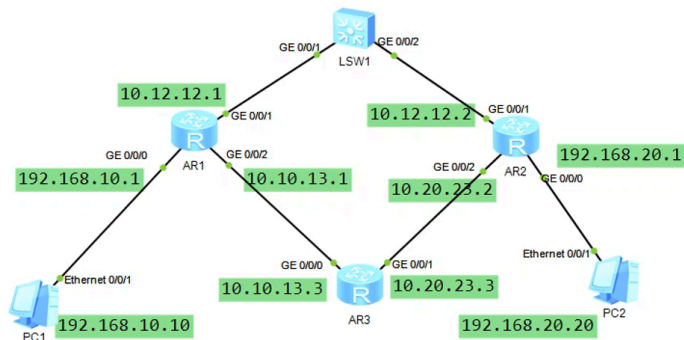 GE 0/0/1
GE 0/0/2
LSW1
10.12.12.1
GE 0/0/1
10.12.12.2
GE 0/0/1
R
AR1
GE 0/0/0
GE 0/0/2
192.168.10.1
10.10.13.1
R
AR2
GE 0/0/2
10.20.23.2
192.168.20.1
GE 0/0/0
Ethernet 0/0/1
PC1
192.168.10.10
GE 0/0/0
10.10.13.3
R
AR3
GE 0/0/1
10.20.23.3
Ethernet 0/0/1
PC2
192.168.20.20